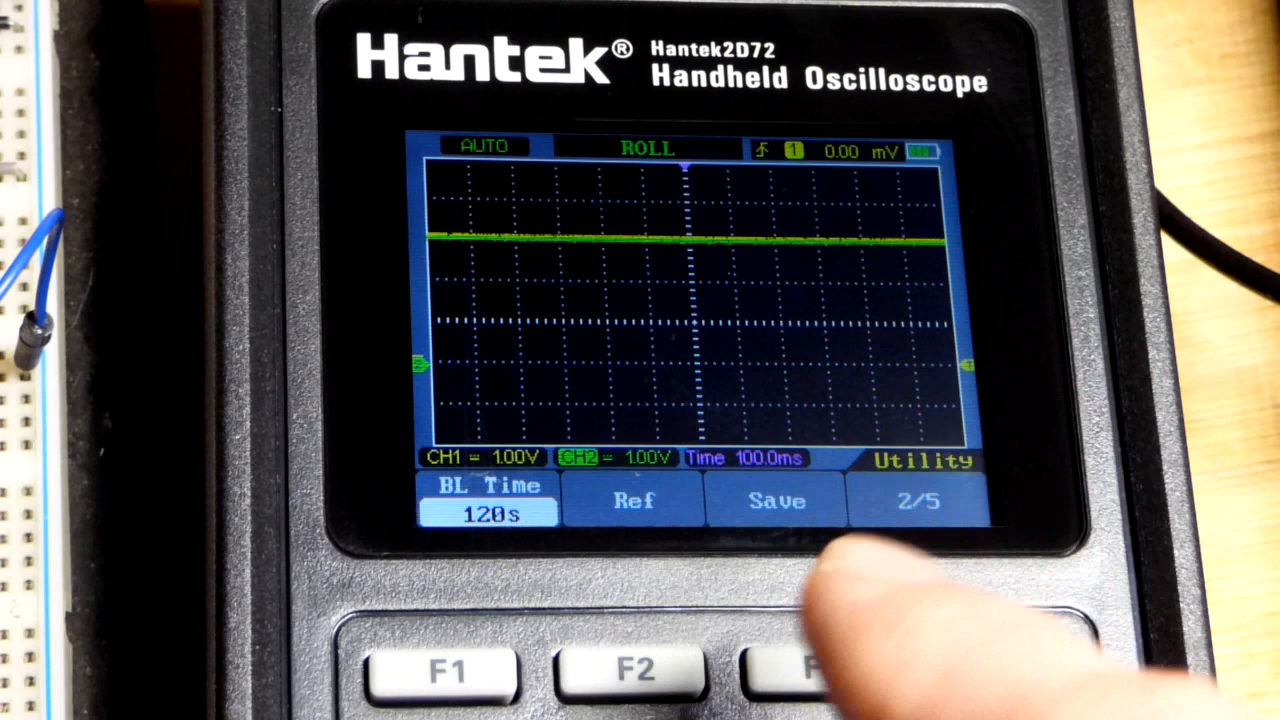 Hantek® Hantek2D72
Handheld Oscilloscope
AUTO ROLL 1 0.00 mV
2
CH1 = 1.00V CH2 = 1.00V Time 100.0ms Utility
BL Time Ref Save 2/5
120s
F1 F2